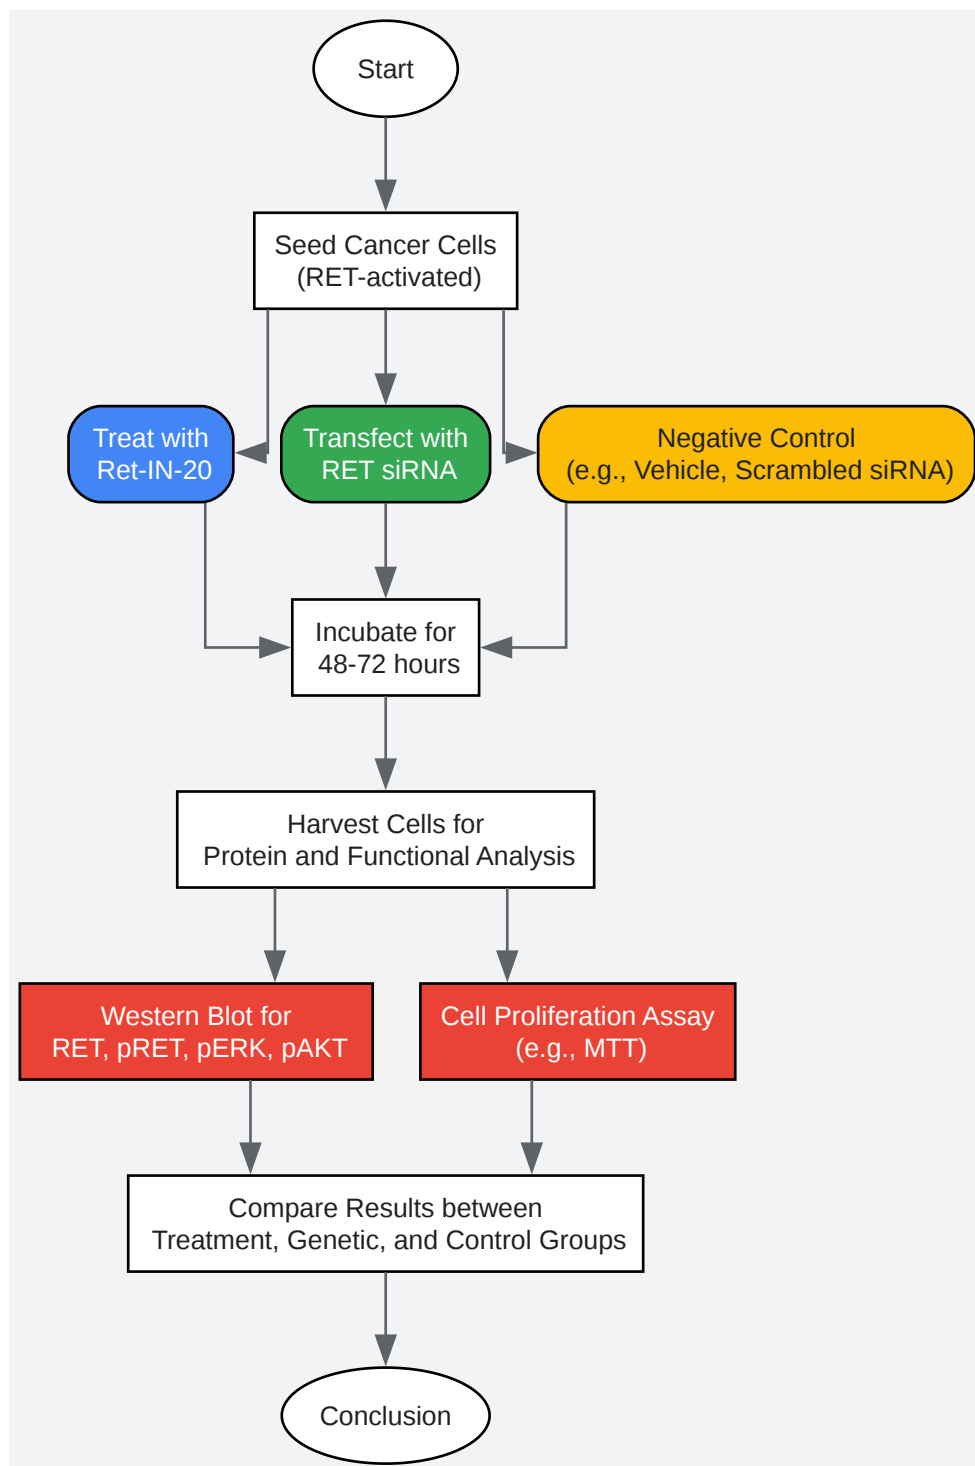 Start
Seed Cancer Cells
(RET-activated)
Treat with
Ret-IN-20
Transfect with
RET siRNA
Negative Control
(e.g., Vehicle, Scrambled siRNA)
Incubate for
48-72 hours
Harvest Cells for
Protein and Functional Analysis
Western Blot for
RET, pRET, pERK, pAKT
Cell Proliferation Assay
(e.g., MTT)
Compare Results between
Treatment, Genetic, and Control Groups
Conclusion